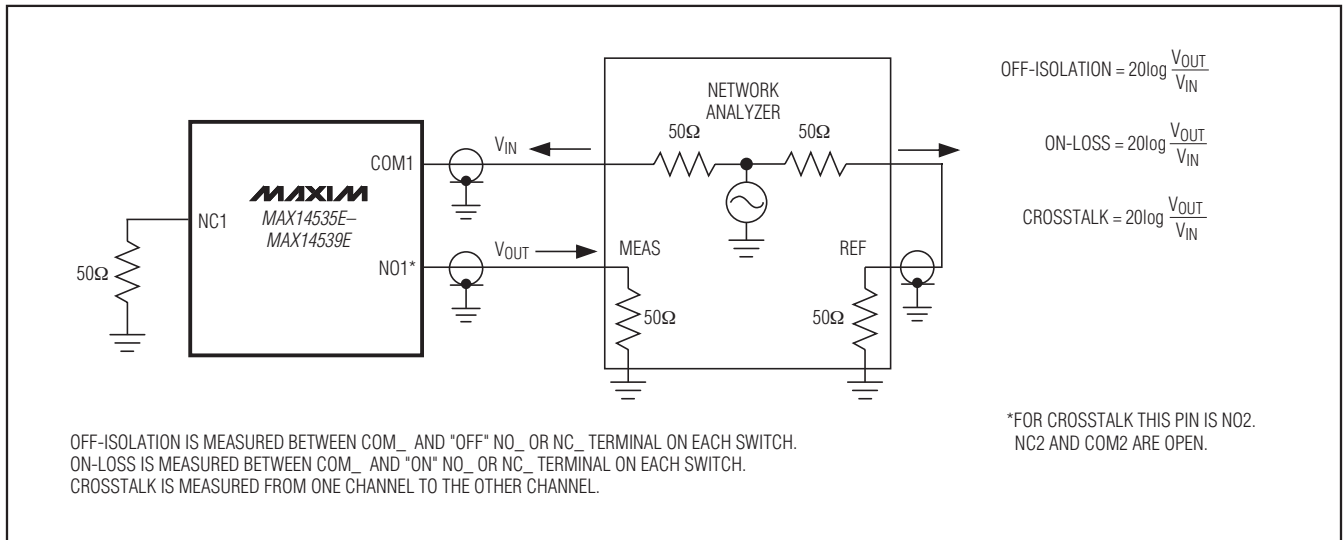 OFF-ISOLATION = 20log VOUT/VIN
NETWORK
ANALYZER
50Ω 50Ω
VIN
ON-LOSS = 20log VOUT/VIN
COM1
MAXIM
MAX14535E–
MAX14539E
NC1
CROSSTALK = 20log VOUT/VIN
50Ω
NO1*
VOUT
MEAS
REF
50Ω
50Ω
*FOR CROSSTALK THIS PIN IS NO2.
NC2 AND COM2 ARE OPEN.
OFF-ISOLATION IS MEASURED BETWEEN COM_ AND "OFF" NO_ OR NC_ TERMINAL ON EACH SWITCH.
ON-LOSS IS MEASURED BETWEEN COM_ AND "ON" NO_ OR NC_ TERMINAL ON EACH SWITCH.
CROSSTALK IS MEASURED FROM ONE CHANNEL TO THE OTHER CHANNEL.